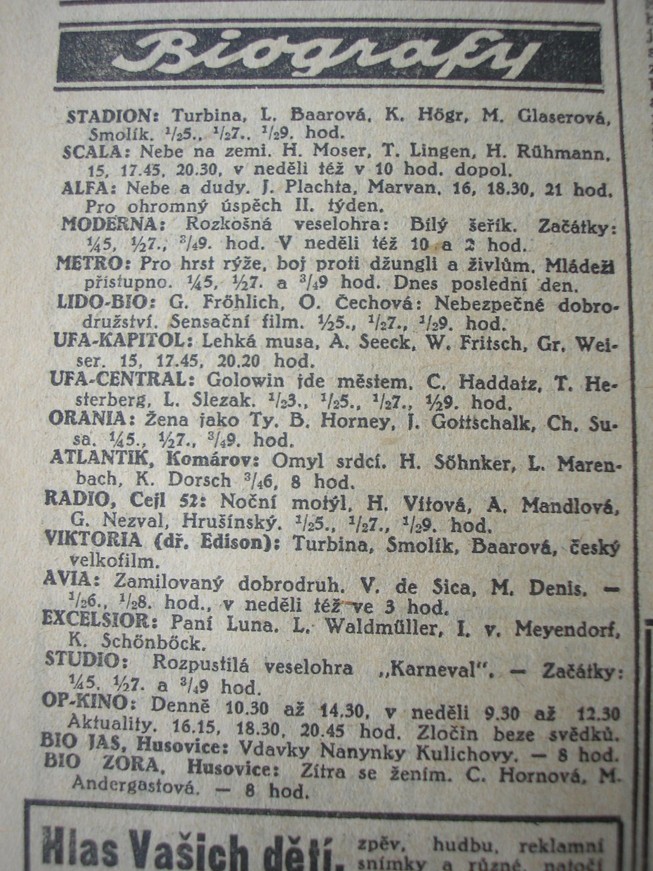 Biografy
STADION: Turbina, L. Baarová, K. Högr, M. Glaserová,
Smolík. ½5., ½7., ½9. hod.
SCALA: Nebe na zemi. H. Moser, T. Lingen, H. Rühmann.
15, 17.45, 20.30, v neděli též v 10 hod. dopol.
ALFA: Nebe a dudy. J. Plachta, Marvan. 16, 18.30, 21 hod.
Pro ohromný úspěch II. týden.
MODERNA: Rozkošná veselohra: Bílý šeřík. Začátky:
¼5, ½7., ¾9. hod. V neděli též 10 a 2 hod.
METRO: Pro hrst rýže, boj proti džungli a živlům. Mládeži
přístupno. ¼5, ½7. a ¾9 hod. Dnes poslední den.
LIDO-BIO: G. Fröhlich, O. Čechová: Nebezpečné dobro-
družství. Sensační film. ½5., ½7., ½9. hod.
UFA-KAPITOL: Lehká musa, A. Seeck, W. Fritsch, Gr. Wei-
ser. 15, 17.45, 20.20 hod.
UFA-CENTRAL: Golowin jde městem. C. Haddatz, T. He-
sterberg, L. Slezak. ½3., ½5., ½7., ½9. hod.
ORANIA: Žena jako Ty. B. Horney, J. Gottschalk, Ch. Su-
sa. ¼5., ½7., ¾9. hod.
ATLANTIK, Komárov: Omyl srdcí. H. Söhnker, L. Maren-
bach, K. Dorsch ¾6, 8 hod.
RADIO, Cejl 52: Noční motýl, H. Vítová, A. Mandlová,
G. Nezval, Hrušínský. ½5., ½7., ½9. hod.
VIKTORIA (dř. Edison): Turbina, Smolík, Baarová, český
velkofilm.
AVIA: Zamilovaný dobrodruh. V. de Sica, M. Denis. —
½6., ½8. hod., v neděli též ve 3 hod.
EXCELSIOR: Paní Luna. L. Waldmüller, I. v. Meyendorf,
K. Schönböck.
STUDIO: Rozpustilá veselohra „Karneval“. — Začátky:
¼5, ½7. a ¾9 hod.
OP-KINO: Denně 10.30 až 14.30, v neděli 9.30 až 12.30
Aktuality. 16.15, 18.30, 20.45 hod. Zločin beze svědků.
BIO JAS, Husovice: Vdavky Nanynky Kulichovy. — 8 hod.
BIO ZORA, Husovice: Zítra se žením. C. Hornová, M.
Andergastová. — 8 hod.
Hlas Vašich dětí,
zpěv, hudbu, reklamní
snímky a různé, natočí